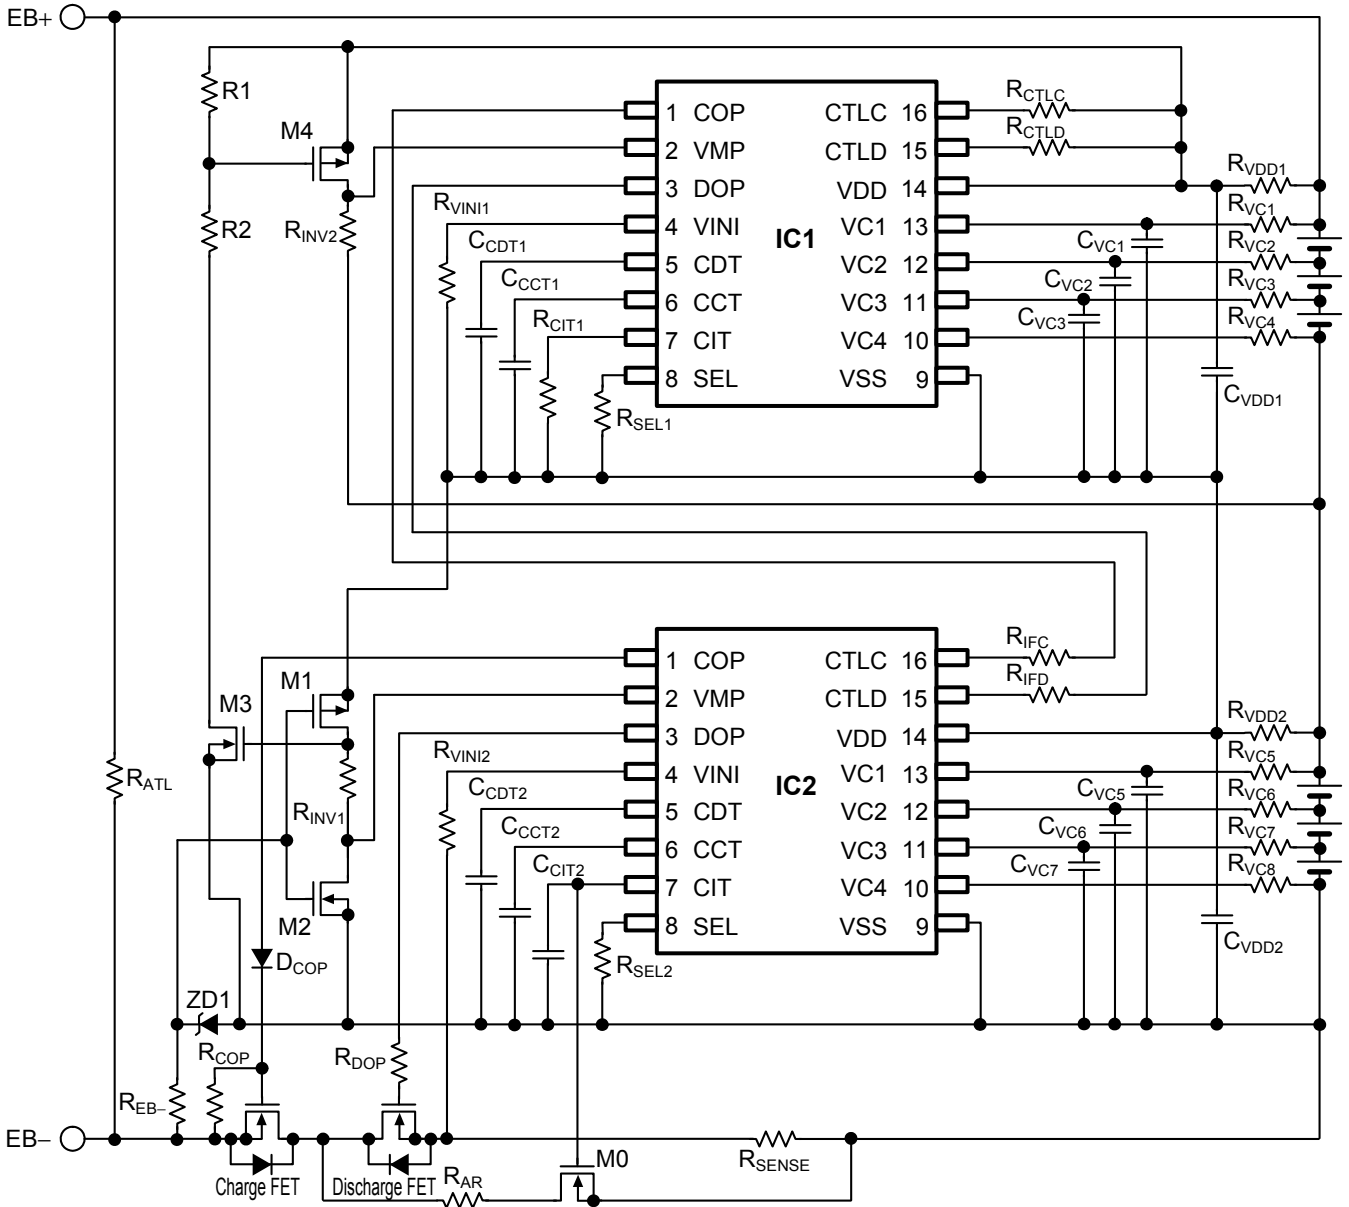 EB+
R1
M4
R2
RINV2
RVINI1
CCDT1
CCCT1
RCIT1
RSEL1
1 COP CTLC 16
2 VMP CTLD 15
3 DOP VDD 14
4 VINI VC1 13
IC1
5 CDT VC2 12
6 CCT VC3 11
7 CIT VC4 10
8 SEL VSS 9
RCTLC
RCTLD
RVDD1
RVC1
CVC1
RVC2
CVC2
RVC3
CVC3
RVC4
CVDD1
RIFC
RIFD
M1
M3
RATL
RINV1
M2
RVINI2
CCDT2
CCCT2
CCIT2
RSEL2
1 COP CTLC 16
2 VMP CTLD 15
3 DOP VDD 14
4 VINI VC1 13
IC2
5 CDT VC2 12
6 CCT VC3 11
7 CIT VC4 10
8 SEL VSS 9
RVDD2
RVC5
CVC5
RVC6
CVC6
RVC7
CVC7
RVC8
CVDD2
DCOP
ZD1
RCOP
RDOP
REB−
EB−
Charge FET
Discharge FET
RAR
M0
RSENSE